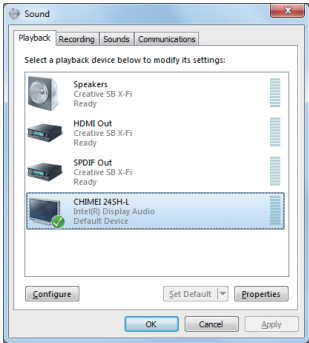 Sound
Playback Recording Sounds Communications
Select a playback device below to modify its settings:
Speakers
Creative SB X-Fi
Ready
HDMI Out
Creative SB X-Fi
Ready
SPDIF Out
Creative SB X-Fi
Ready
CHIMEI 24SH-L
Intel(R) Display Audio
Default Device
Configure Set Default Properties
OK Cancel Apply